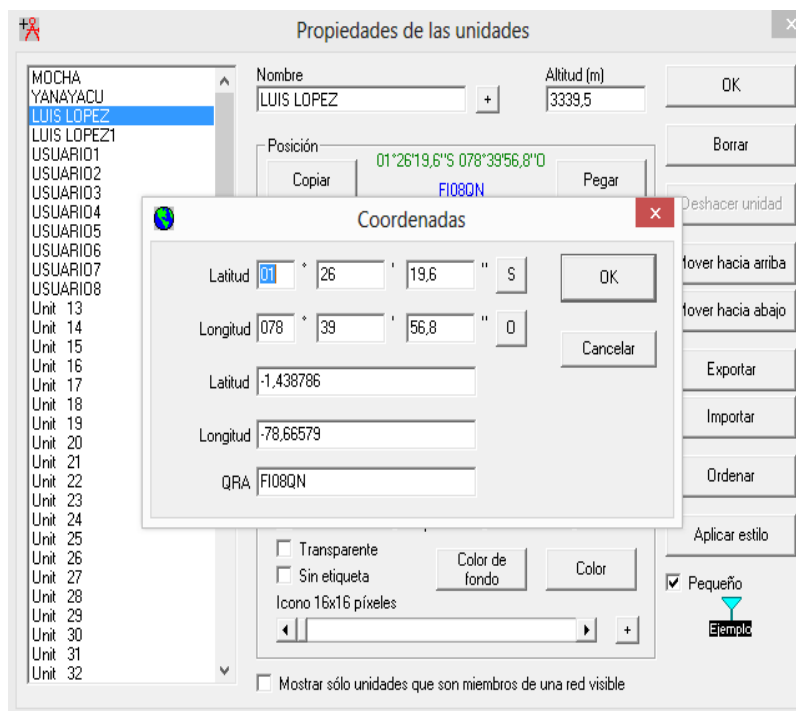 Propiedades de las unidades
MOCHA
YANAYACU
LUIS LOPEZ
LUIS LOPEZ1
USUARIO1
USUARIO2
USUARIO3
USUARIO4
USUARIO5
USUARIO6
USUARIO7
USUARIO8
Unit 13
Unit 14
Unit 15
Unit 16
Unit 17
Unit 18
Unit 19
Unit 20
Unit 21
Unit 22
Unit 23
Unit 24
Unit 25
Unit 26
Unit 27
Unit 28
Unit 29
Unit 30
Unit 31
Unit 32
Nombre
LUIS LOPEZ
+
Altitud (m)
3339,5
Posición
01°26'19,6''S 078°39'56,8''O
Copiar
FI08QN
Pegar
Coordenadas
Latitud 01 ° 26 ' 19,6 '' S
Longitud 078 ° 39 ' 56,8 '' O
Latitud -1,438786
Longitud -78,66579
QRA FI08QN
OK
Cancelar
Transparente
Sin etiqueta
Color de
fondo
Color
Icono 16x16 píxeles
+
Mostrar sólo unidades que son miembros de una red visible
OK
Borrar
Deshacer unidad
Mover hacia arriba
Mover hacia abajo
Exportar
Importar
Ordenar
Aplicar estilo
Pequeño
Ejemplo